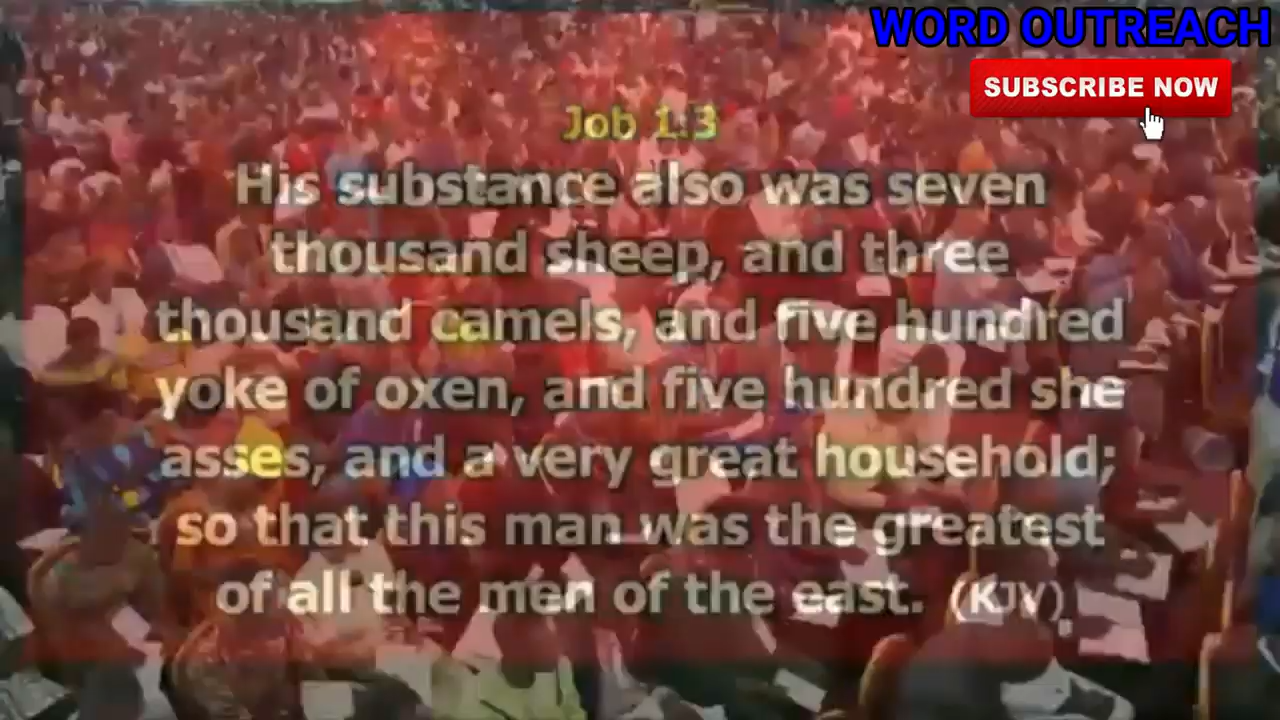 WORD OUTREACH
SUBSCRIBE NOW
Job 1:3
His substance also was seven
thousand sheep, and three
thousand camels, and five hundred
yoke of oxen, and five hundred she
asses, and a very great household;
so that this man was the greatest
of all the men of the east. (KJV)